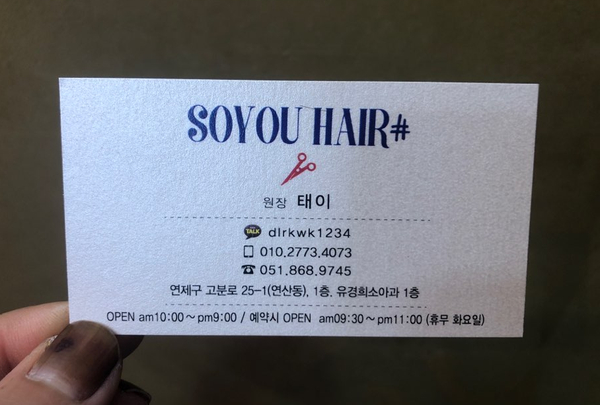 SOYOU HAIR#
원장 태이
TALK dlrkwk1234
010.2773.4073
051.868.9745
연제구 고분로 25-1(연산동), 1층. 유경희소아과 1층
OPEN am10:00~pm9:00 / 예약시 OPEN am09:30~pm11:00 (휴무 화요일)